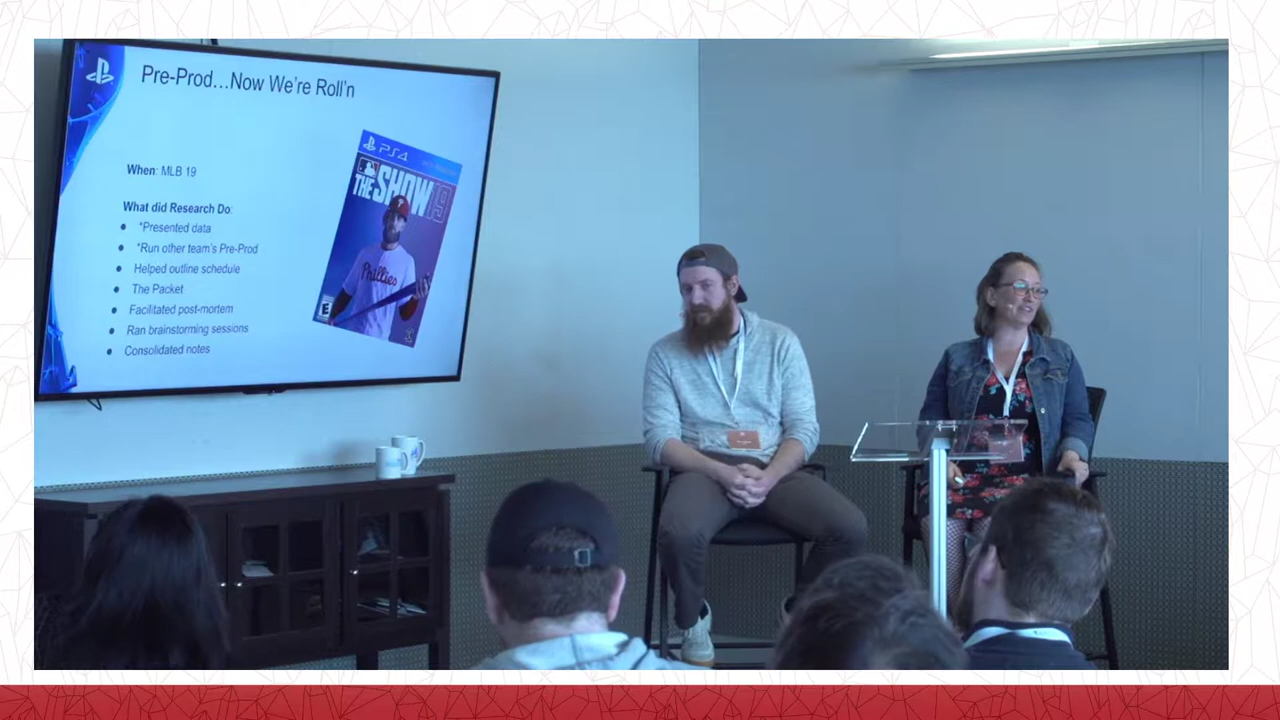 Pre-Prod...Now We're Roll'n
When: MLB 19
What did Research Do:
*Presented data
*Run other team's Pre-Prod
Helped outline schedule
The Packet
Facilitated post-mortem
Ran brainstorming sessions
Consolidated notes
PS4
THE SHOW 19
Phillies
E